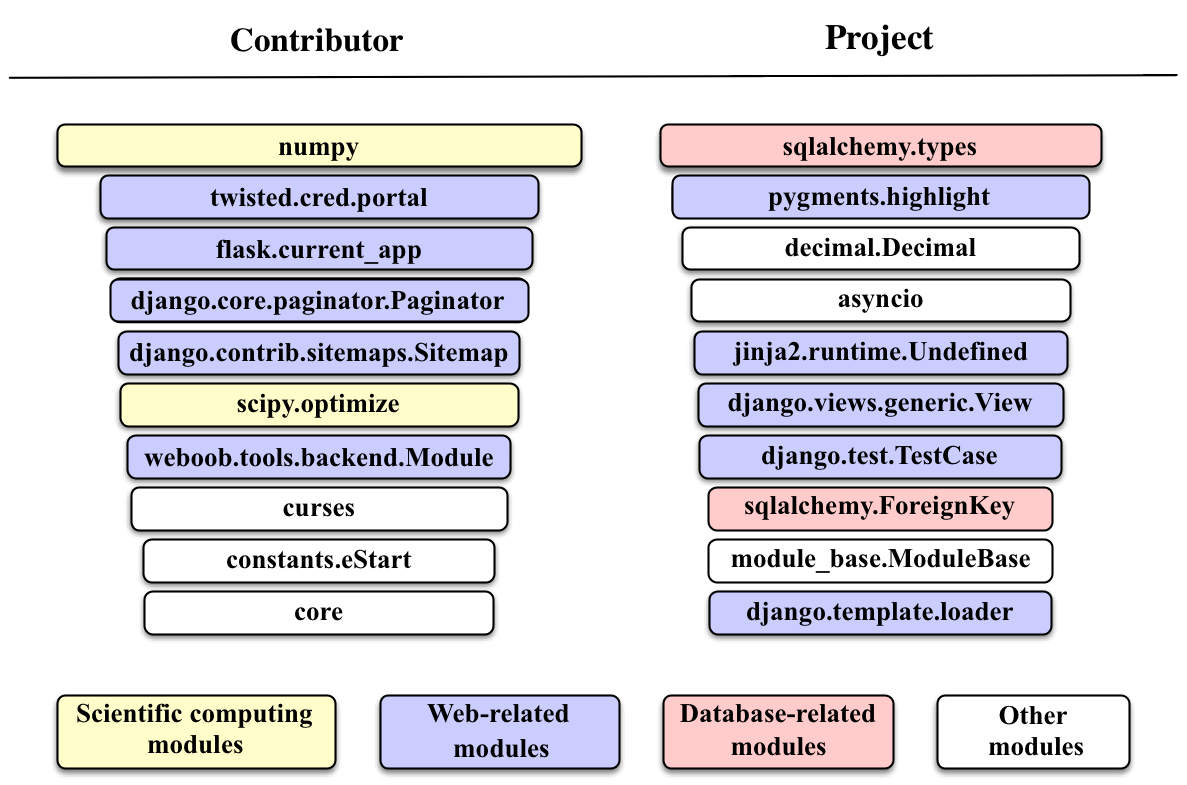 Contributor
Project
numpy
sqlalchemy.types
twisted.cred.portal
pygments.highlight
flask.current_app
decimal.Decimal
django.core.paginator.Paginator
asyncio
django.contrib.sitemaps.Sitemap
jinja2.runtime.Undefined
scipy.optimize
django.views.generic.View
weboob.tools.backend.Module
django.test.TestCase
curses
sqlalchemy.ForeignKey
constants.eStart
module_base.ModuleBase
core
django.template.loader
Scientific computing
modules
Web-related
modules
Database-related
modules
Other
modules